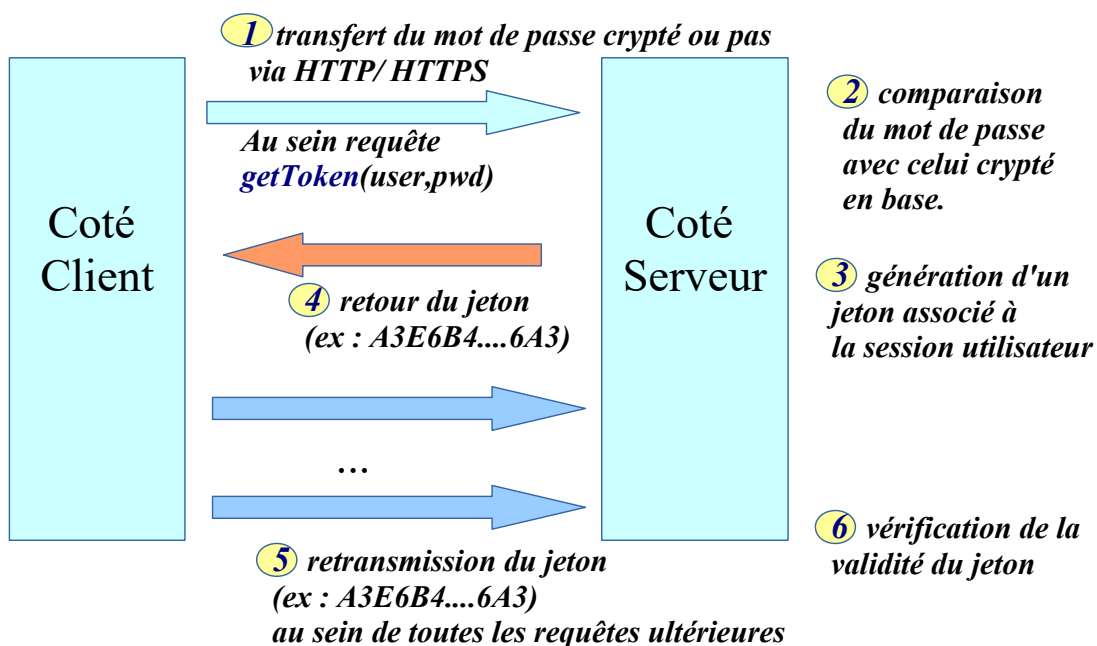 1 transfert du mot de passe crypté ou pas
via HTTP/ HTTPS
Au sein requête
getToken(user,pwd)
2 comparaison
du mot de passe
avec celui crypté
en base.
Coté
Client
Coté
Serveur
3 génération d'un
jeton associé à
la session utilisateur
4 retour du jeton
(ex : A3E6B4....6A3)
...
5 retransmission du jeton
(ex : A3E6B4....6A3)
au sein de toutes les requêtes ultérieures
6 vérification de la
validité du jeton